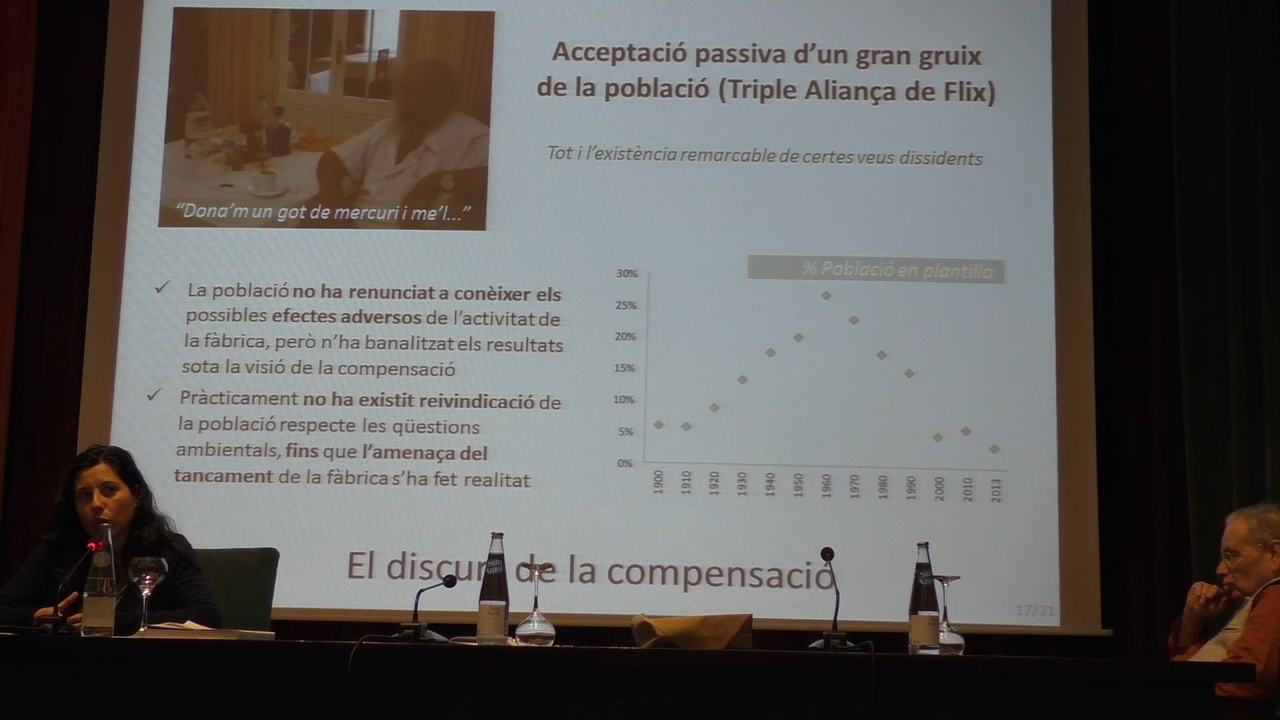 Acceptació passiva d'un gran gruix
de la població (Triple Aliança de Flix)
Tot i l'existència remarcable de certes veus dissidents
"Dona'm un got de mercuri i me'l..."
✓ La població no ha renunciat a conèixer els
possibles efectes adversos de l'activitat de
la fàbrica, però n'ha banalitzat els resultats
sota la visió de la compensació
✓ Pràcticament no ha existit reivindicació de
la població respecte les qüestions
ambientals, fins que l'amenaça del
tancament de la fàbrica s'ha fet realitat
% Població en plantilla
30%
25%
20%
15%
10%
5%
0%
1900 1910 1920 1930 1940 1950 1960 1970 1980 1990 2000 2010 2013
El discurs de la compensació
17/21